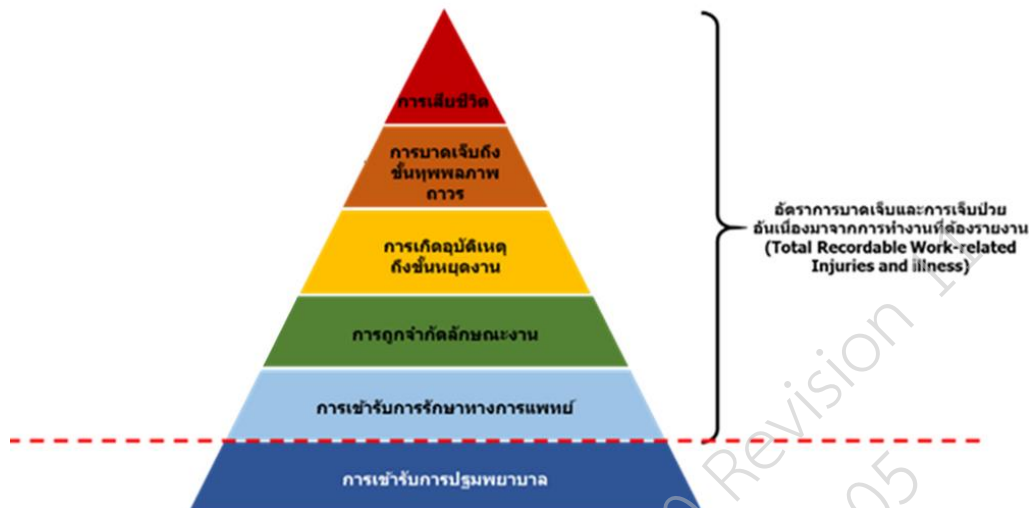 การเสียชีวิต
การบาดเจ็บถึง
ขั้นทุพพลภาพ
ถาวร
การเกิดอุบัติเหตุ
ถึงขั้นหยุดงาน
การถูกจำกัดลักษณะงาน
การเข้ารับการรักษาทางการแพทย์
การเข้ารับการปฐมพยาบาล
อัตราการบาดเจ็บและการเจ็บป่วย
อันเนื่องมาจากการทำงานที่ต้องรายงาน
(Total Recordable Work-related
Injuries and illness)
Revision 11
05